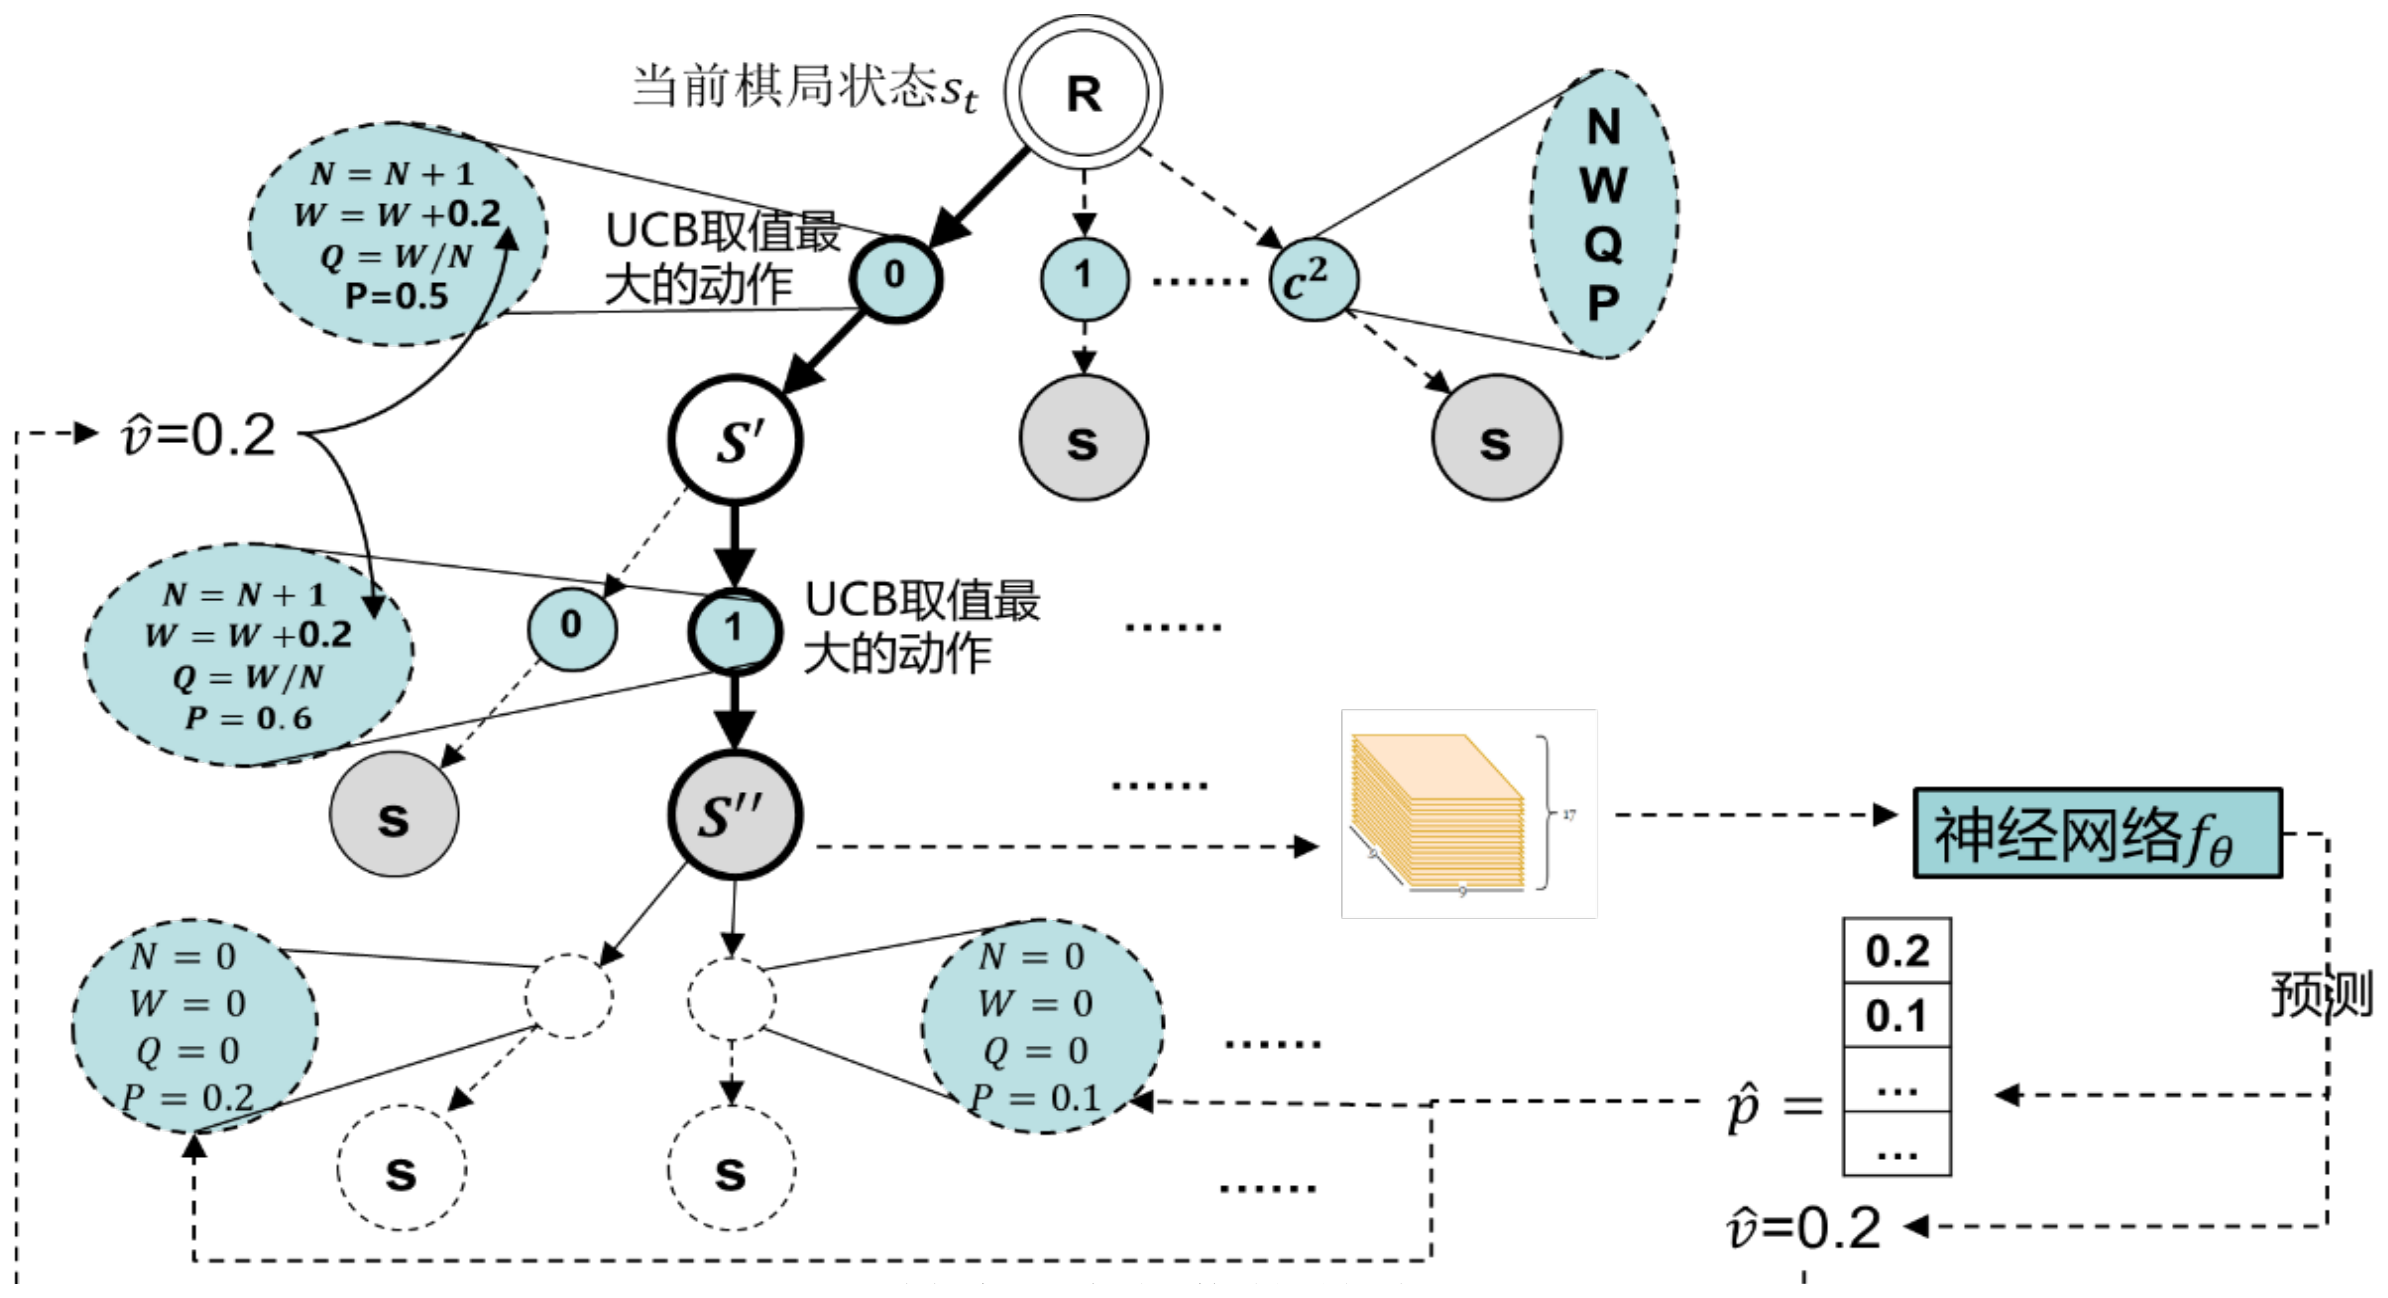 当前棋局状态sₜ
R
N
W
Q
P
N = N + 1
W = W +0.2
Q = W/N
P=0.5
UCB取值最
大的动作
0
1
......
c²
v̂=0.2
S′
s
s
N = N + 1
W = W +0.2
Q = W/N
P = 0.6
0
1
UCB取值最
大的动作
......
s
S′′
......
17
9
9
神经网络f_θ
预测
N = 0
W = 0
Q = 0
P = 0.2
N = 0
W = 0
Q = 0
P = 0.1
......
p̂ =
0.2
0.1
...
...
s
s
......
v̂=0.2